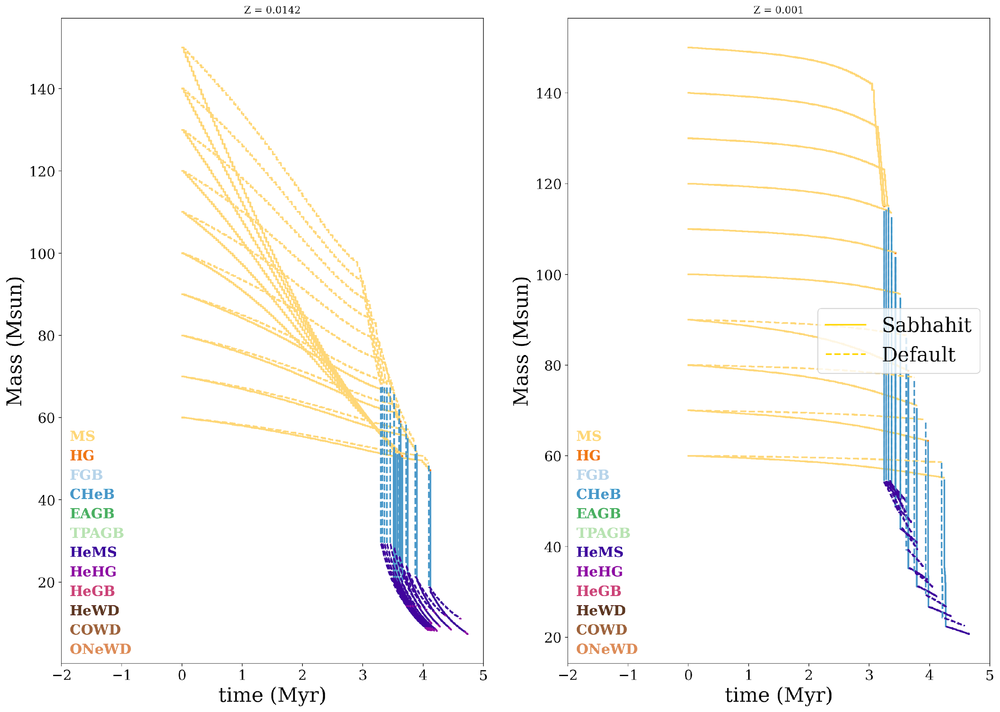 Z = 0.0142
Mass (Msun)
140
120
100
80
60
40
20
MS
HG
FGB
CHeB
EAGB
TPAGB
HeMS
HeHG
HeGB
HeWD
COWD
ONeWD
−2 −1 0 1 2 3 4 5
time (Myr)
Z = 0.001
Mass (Msun)
140
120
100
80
60
40
20
Sabhahit
Default
MS
HG
FGB
CHeB
EAGB
TPAGB
HeMS
HeHG
HeGB
HeWD
COWD
ONeWD
−2 −1 0 1 2 3 4 5
time (Myr)